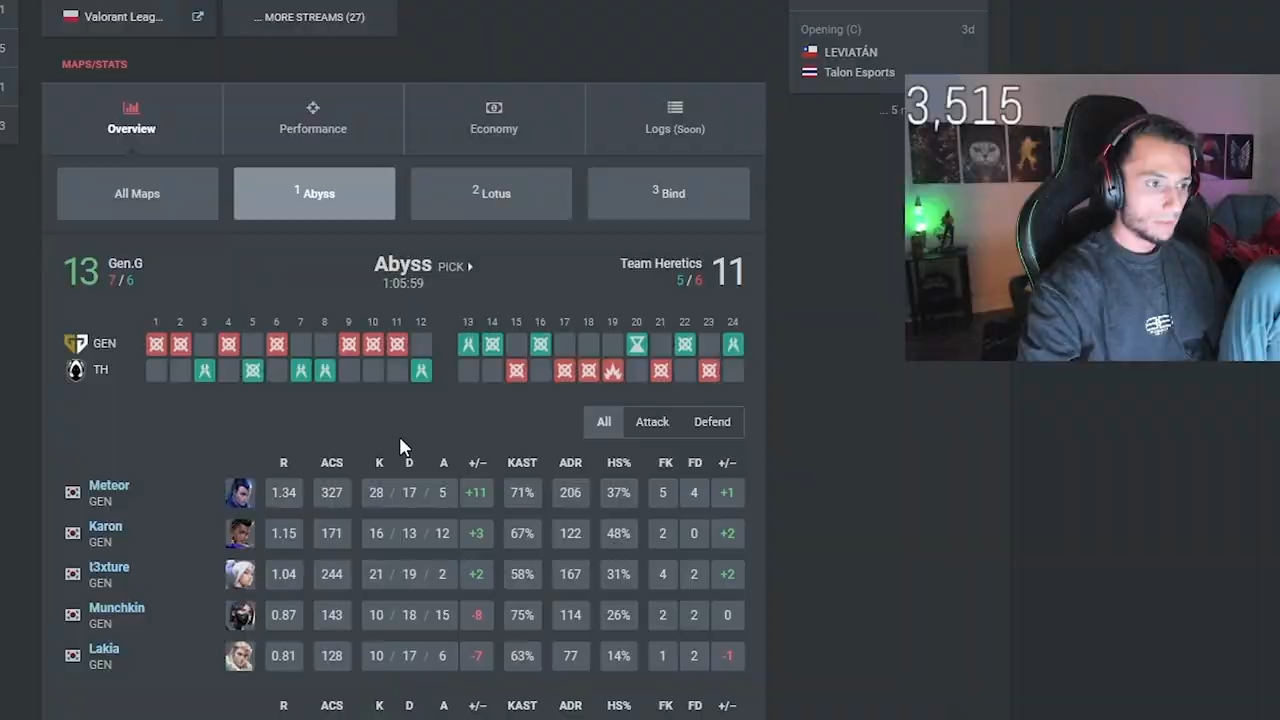 Valorant Leag...
... MORE STREAMS (27)
Opening (C) 3d
LEVIATÁN
Talon Esports
... 5
3,515
MAPS/STATS
Overview
Performance
Economy
Logs (Soon)
All Maps
1 Abyss
2 Lotus
3 Bind
13 Gen.G
7 / 6
Abyss PICK
1:05:59
Team Heretics 11
5 / 6
1 2 3 4 5 6 7 8 9 10 11 12 13 14 15 16 17 18 19 20 21 22 23 24
GEN
TH
All Attack Defend
R ACS K D A +/– KAST ADR HS% FK FD +/–
Meteor
GEN
1.34 327 28 / 17 / 5 +11 71% 206 37% 5 4 +1
Karon
GEN
1.15 171 16 / 13 / 12 +3 67% 122 48% 2 0 +2
t3xture
GEN
1.04 244 21 / 19 / 2 +2 58% 167 31% 4 2 +2
Munchkin
GEN
0.87 143 10 / 18 / 15 -8 75% 114 26% 2 2 0
Lakia
GEN
0.81 128 10 / 17 / 6 -7 63% 77 14% 1 2 -1
R ACS K D A +/– KAST ADR HS% FK FD +/–